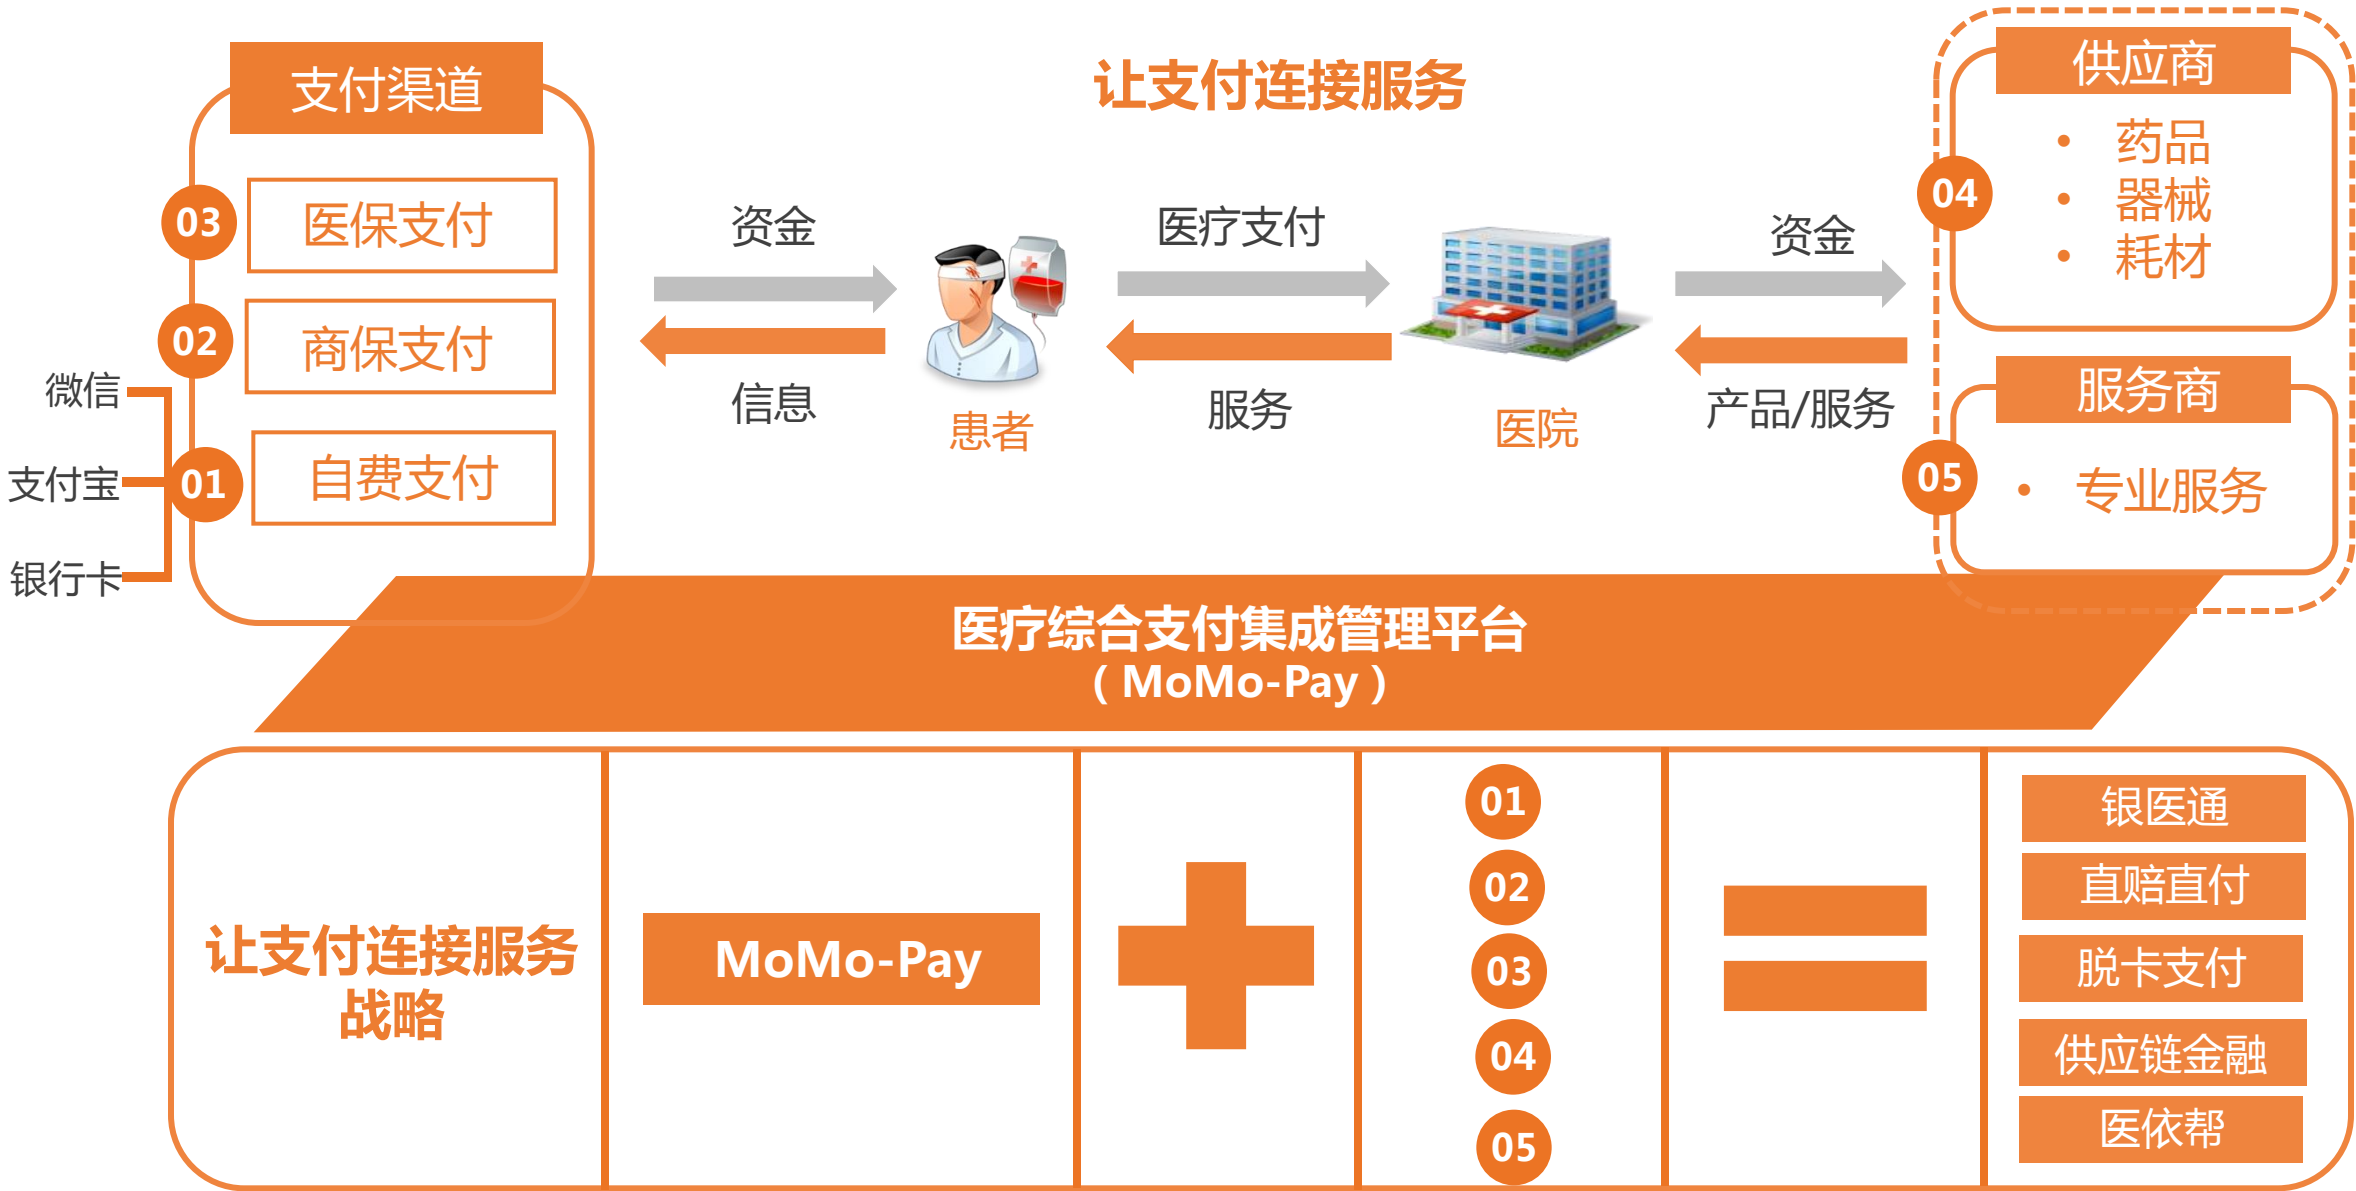 让支付连接服务
支付渠道
03
医保支付
02
商保支付
01
自费支付
微信
支付宝
银行卡
资金
信息
患者
医疗支付
服务
医院
资金
产品/服务
供应商
04
• 药品
• 器械
• 耗材
服务商
05
• 专业服务
医疗综合支付集成管理平台
（MoMo-Pay）
让支付连接服务
战略
MoMo-Pay
01
02
03
04
05
银医通
直赔直付
脱卡支付
供应链金融
医依帮